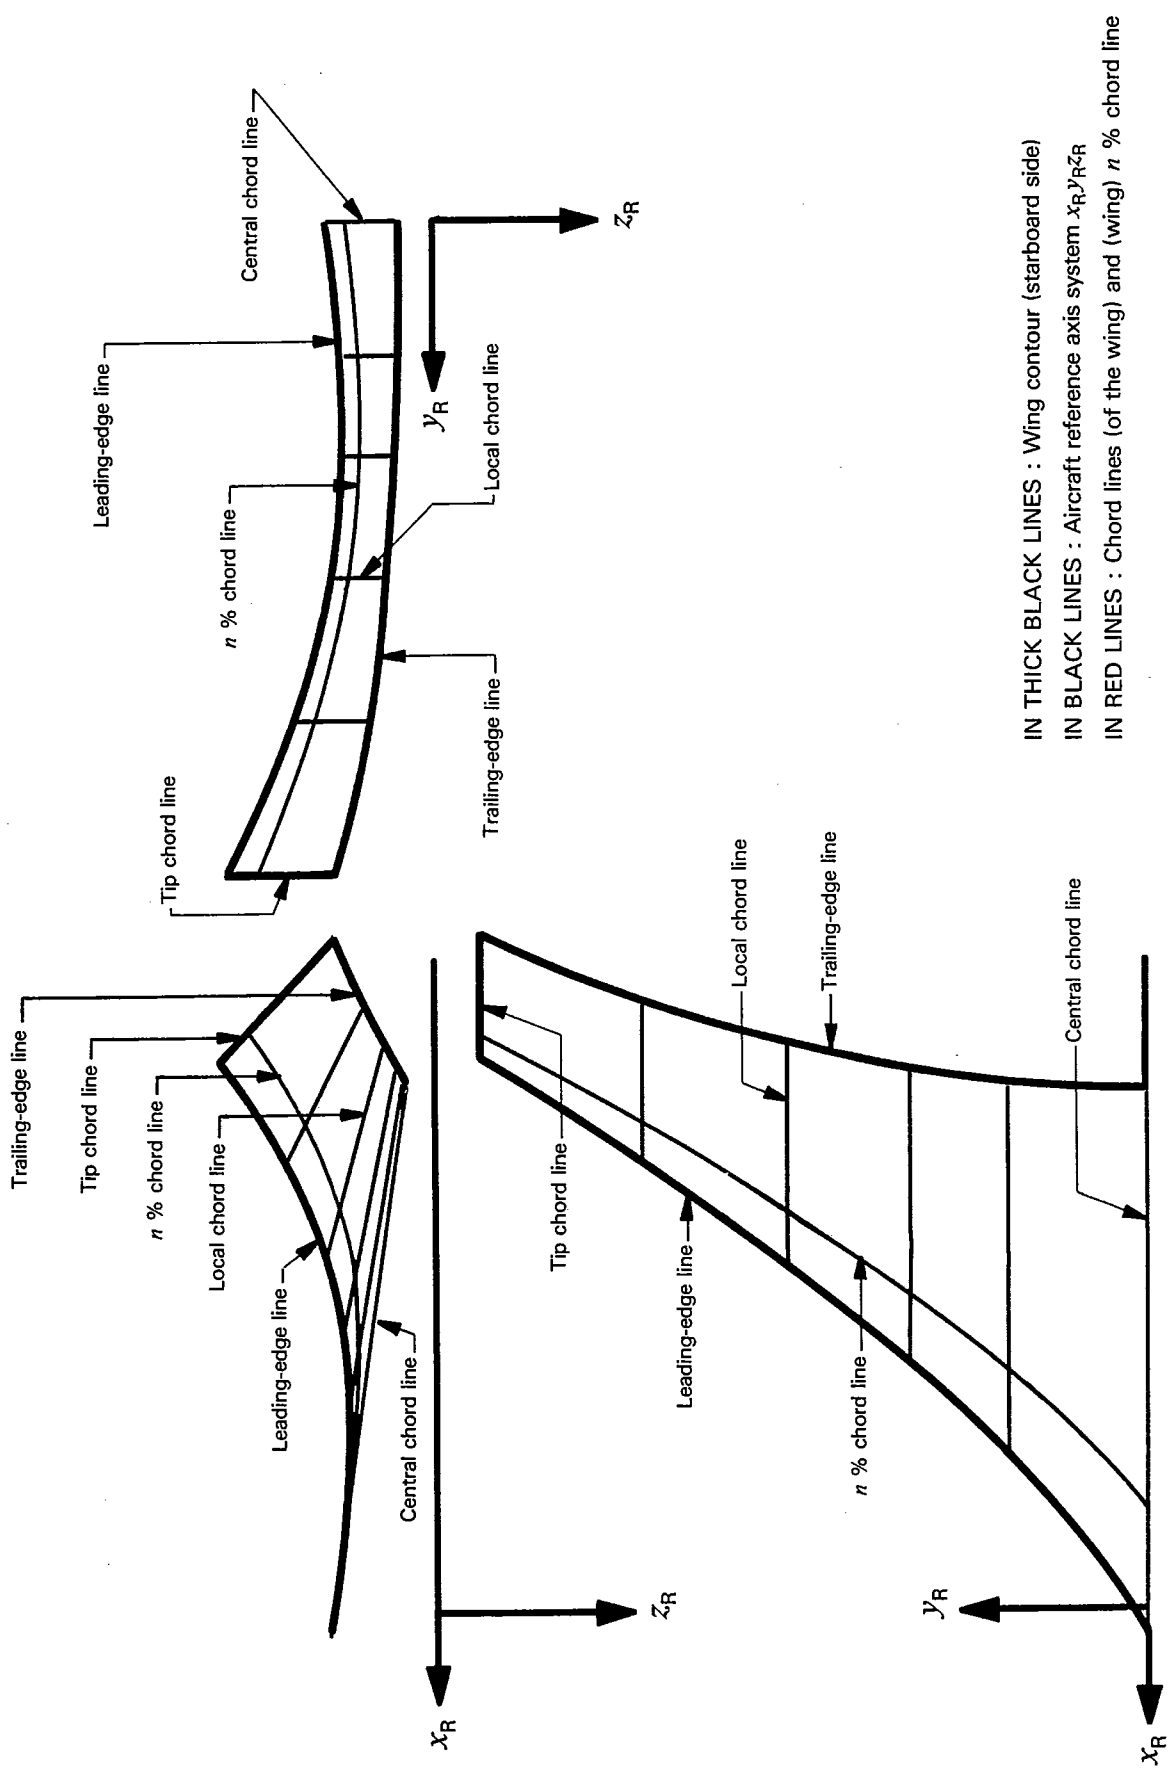 Trailing-edge line
Tip chord line
n % chord line
Local chord line
Leading-edge line
Central chord line
x_R
z_R
Tip chord line
n % chord line
Leading-edge line
Central chord line
Trailing-edge line
Local chord line
y_R
z_R
Tip chord line
Leading-edge line
n % chord line
Local chord line
Trailing-edge line
Central chord line
y_R
x_R
IN THICK BLACK LINES : Wing contour (starboard side)
IN BLACK LINES : Aircraft reference axis system x_R y_R z_R
IN RED LINES : Chord lines (of the wing) and (wing) n % chord line